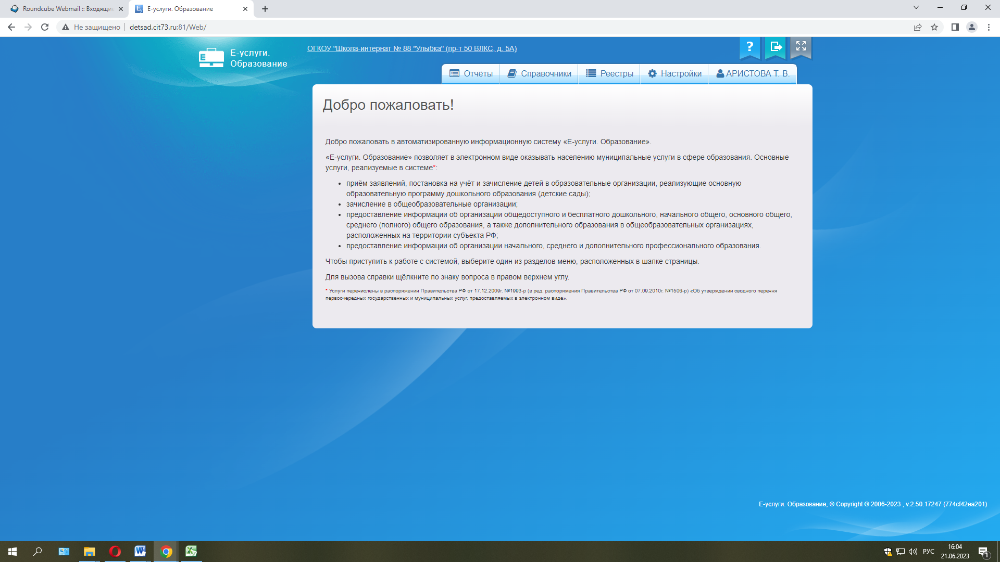 Roundcube Webmail :: Входящие
Е-услуги. Образование
Не защищено
detsad.cit73.ru:81/Web/
Е-услуги.
Образование
ОГКОУ "Школа-интернат № 88 "Улыбка" (пр-т 50 ВЛКС, д. 5А)
?
Отчёты
Справочники
Реестры
Настройки
АРИСТОВА Т. В.
Добро пожаловать!
Добро пожаловать в автоматизированную информационную систему «Е-услуги. Образование».
«Е-услуги. Образование» позволяет в электронном виде оказывать населению муниципальные услуги в сфере образования. Основные
услуги, реализуемые в системе*:
• приём заявлений, постановка на учёт и зачисление детей в образовательные организации, реализующие основную
образовательную программу дошкольного образования (детские сады);
• зачисление в общеобразовательные организации;
• предоставление информации об организации общедоступного и бесплатного дошкольного, начального общего, основного общего,
среднего (полного) общего образования, а также дополнительного образования в общеобразовательных организациях,
расположенных на территории субъекта РФ;
• предоставление информации об организации начального, среднего и дополнительного профессионального образования.
Чтобы приступить к работе с системой, выберите один из разделов меню, расположенных в шапке страницы.
Для вызова справки щёлкните по знаку вопроса в правом верхнем углу.
* Услуги перечислены в распоряжении Правительства РФ от 17.12.2009г. №1993-р (в ред. распоряжения Правительства РФ от 07.09.2010г. №1506-р) «Об утверждении сводного перечня
первоочередных государственных и муниципальных услуг, предоставляемых в электронном виде».
Е-услуги. Образование, © Copyright © 2006-2023 , v.2.50.17247 (774cf42ea201)
РУС
16:04
21.06.2023
1